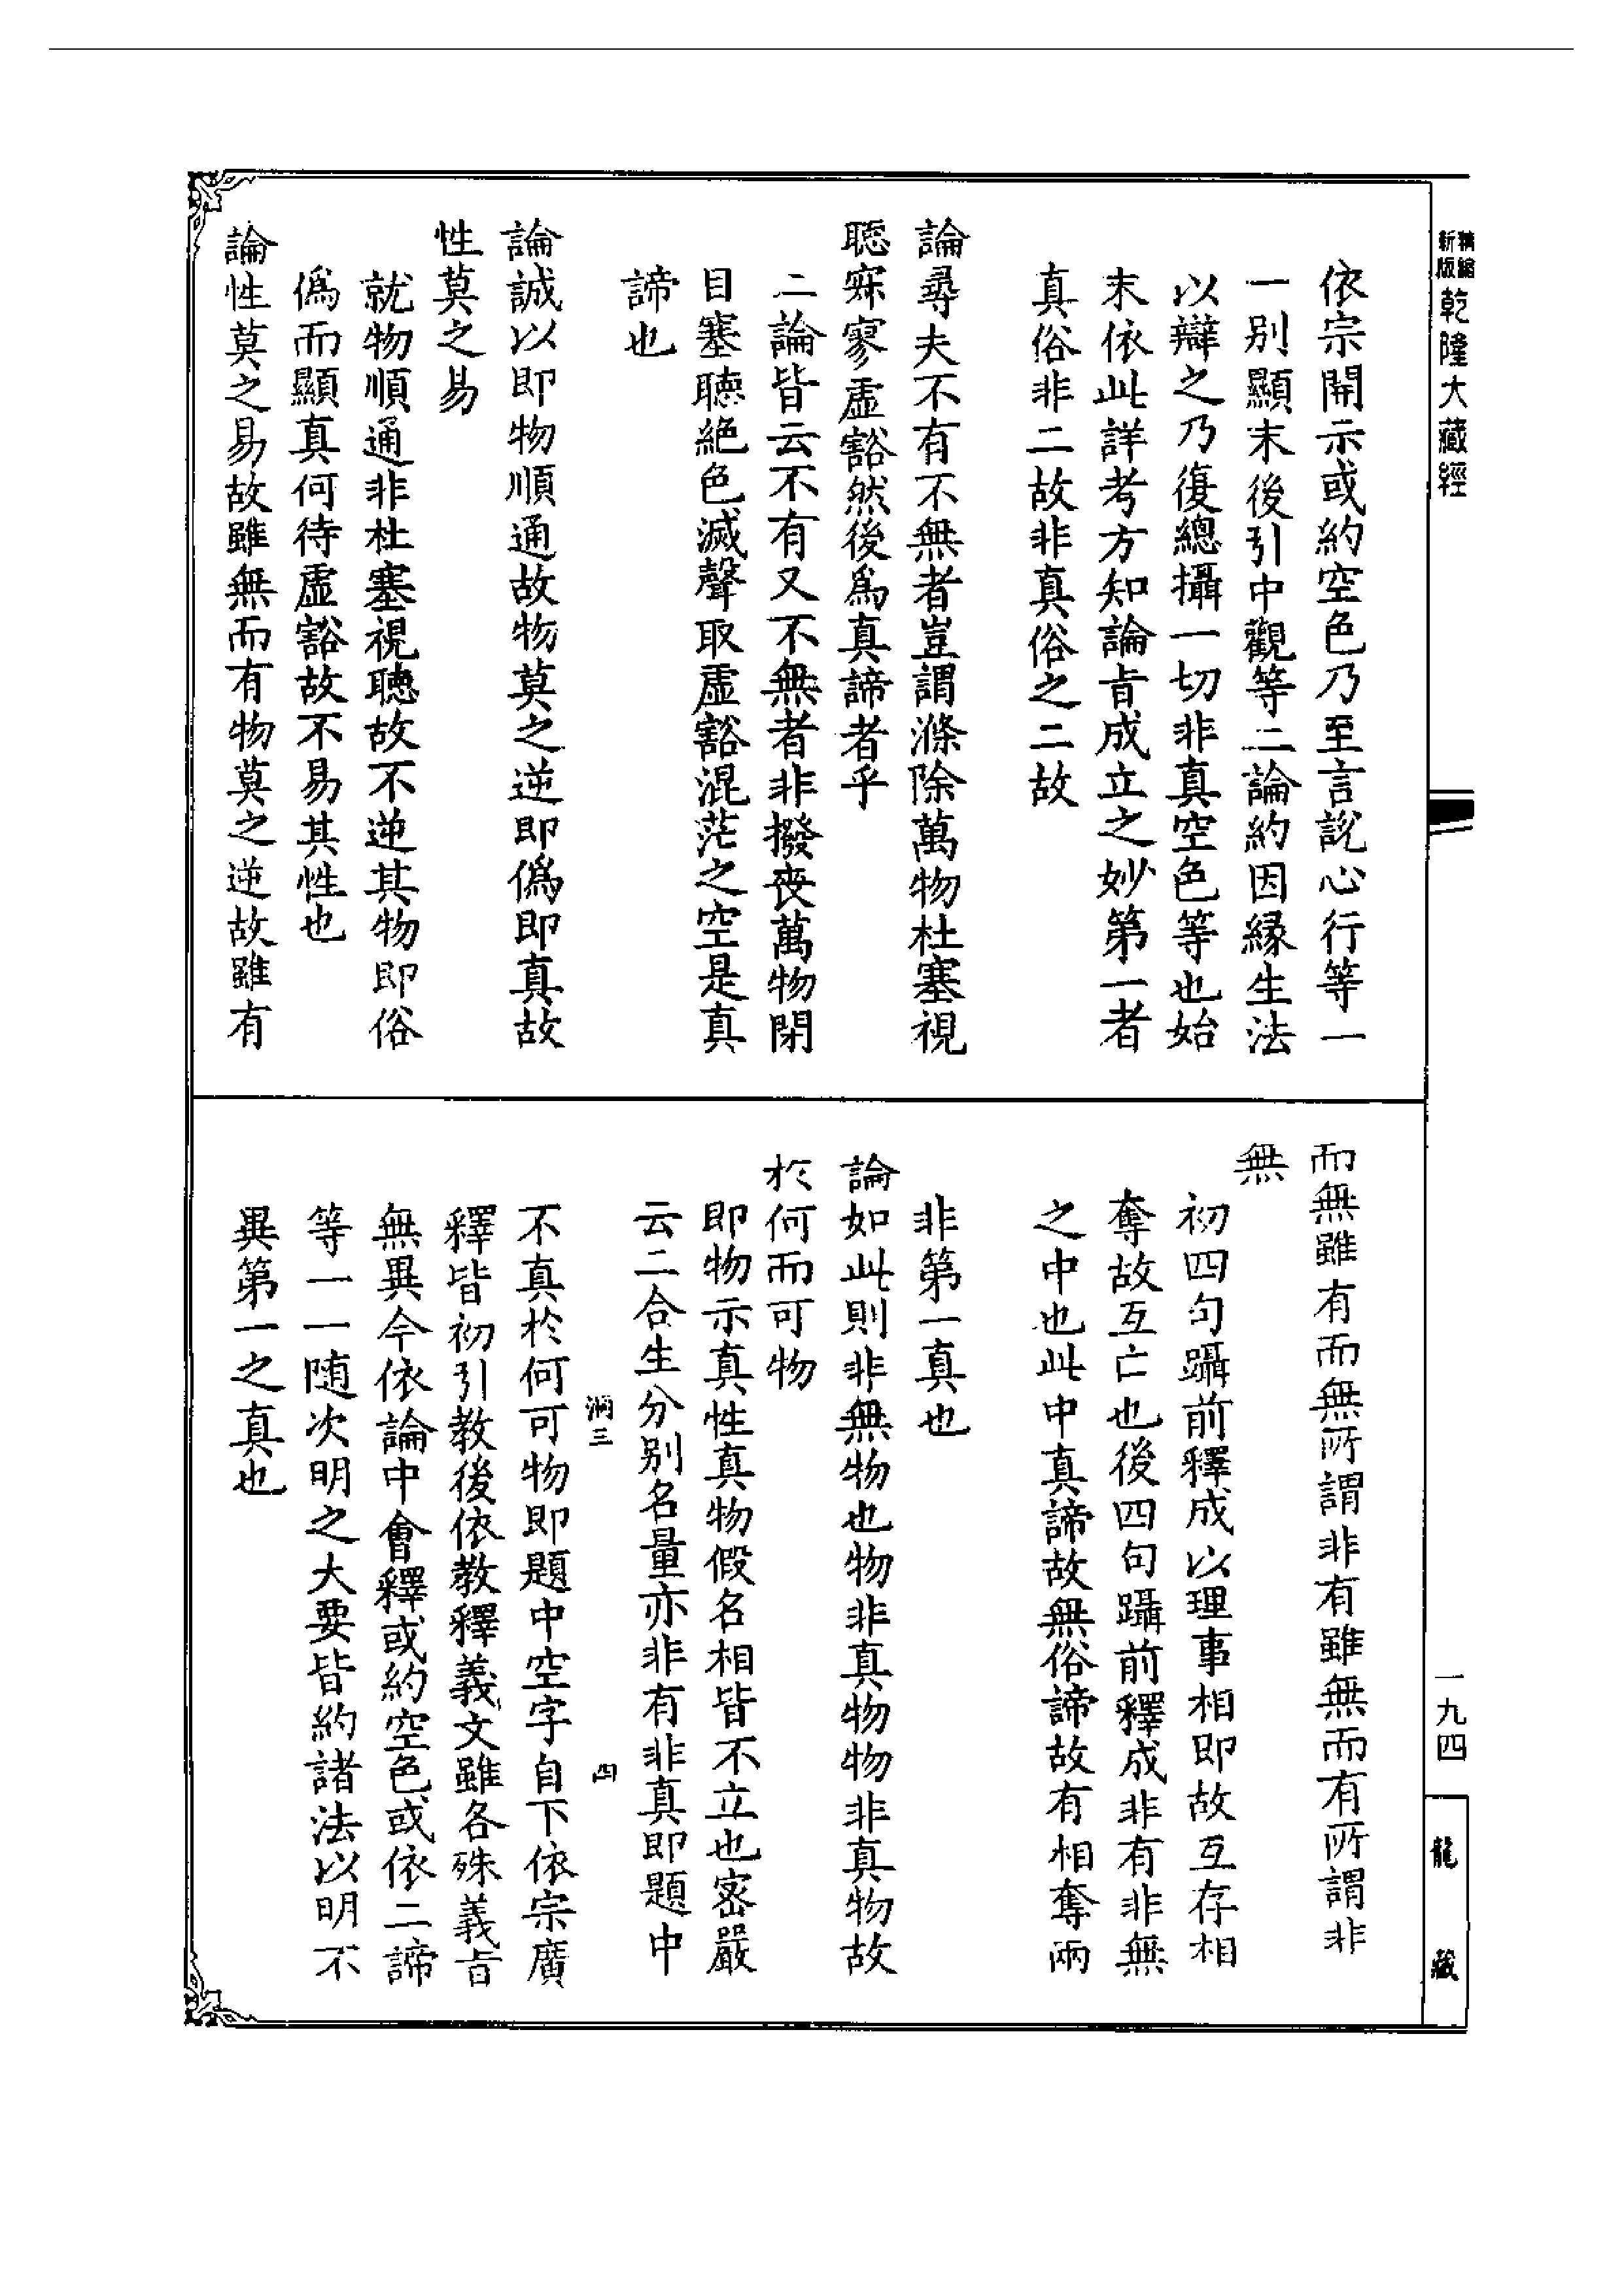 精縮新版乾隆大藏經
依宗開示或約空色乃至言說心行等一
一別顯末後引中觀等二論約因緣生法
以辯之乃復總攝一切非真空色等也始
末依此詳考方知論旨成立之妙第一者
真俗非二故非真俗之二故
論尋夫不有不無者豈謂滌除萬物杜塞視
聽寂寥虛豁然後為真諦者乎
二論皆云不有又不無者非撥喪萬物閉
目塞聽絕色滅聲取虛豁混茫之空是真
諦也
論誠以即物順通故物莫之逆即偽即真故
性莫之易
就物順通非杜塞視聽故不逆其物即俗
偽而顯真何待虛豁故不易其性也
論性莫之易故雖無而有物莫之逆故雖有
而無雖有而無所謂非有雖無而有所謂非
無
初四句躡前釋成以理事相即故互存相
奪故互亡也後四句躡前釋成非有非無
之中也此中真諦故無俗諦故有相奪兩
非第一真也
論如此則非無物也物非真物物非真物故
於何而可物
即物示真性真物假名相皆不立也密嚴
云二合生分別名量亦非有非真即題中
澗三
四
不真於何可物即題中空字自下依宗廣
釋皆初引教後依教釋義文雖各殊義旨
無異今依論中會釋或約空色或依二諦
等一一隨次明之大要皆約諸法以明不
異第一之真也
一九四
龍藏